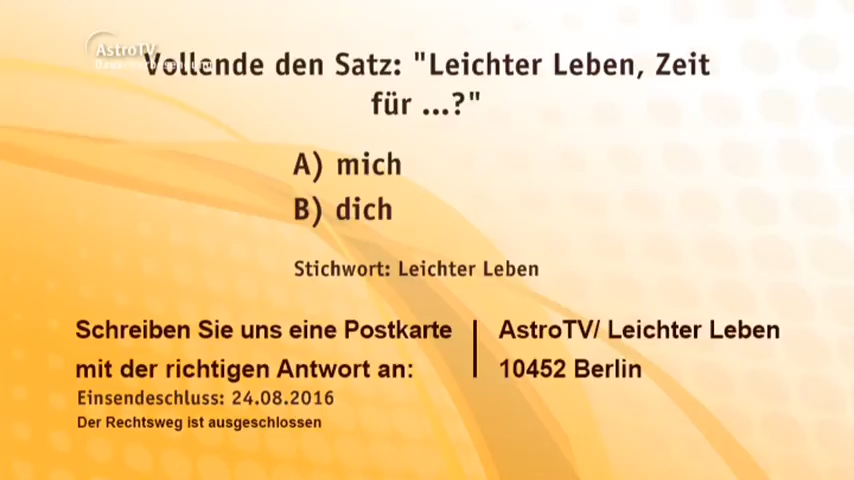 AstroTV
Dauerwerbesendung
Vollende den Satz: "Leichter Leben, Zeit
für ...?"
A) mich
B) dich
Stichwort: Leichter Leben
Schreiben Sie uns eine Postkarte
mit der richtigen Antwort an:
AstroTV/ Leichter Leben
10452 Berlin
Einsendeschluss: 24.08.2016
Der Rechtsweg ist ausgeschlossen